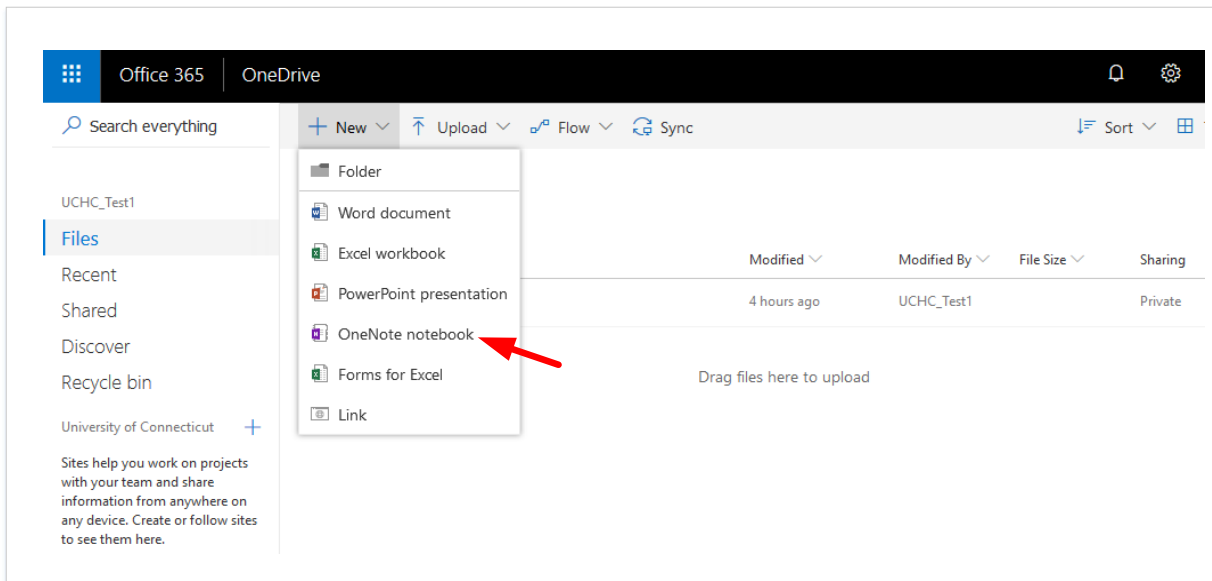 Office 365 OneDrive
Search everything
New Upload Flow Sync Sort
Folder
Word document
Excel workbook
PowerPoint presentation
OneNote notebook
Forms for Excel
Link
UCHC_Test1
Files
Recent
Shared
Discover
Recycle bin
University of Connecticut
Sites help you work on projects
with your team and share
information from anywhere on
any device. Create or follow sites
to see them here.
Modified Modified By File Size Sharing
4 hours ago UCHC_Test1 Private
Drag files here to upload